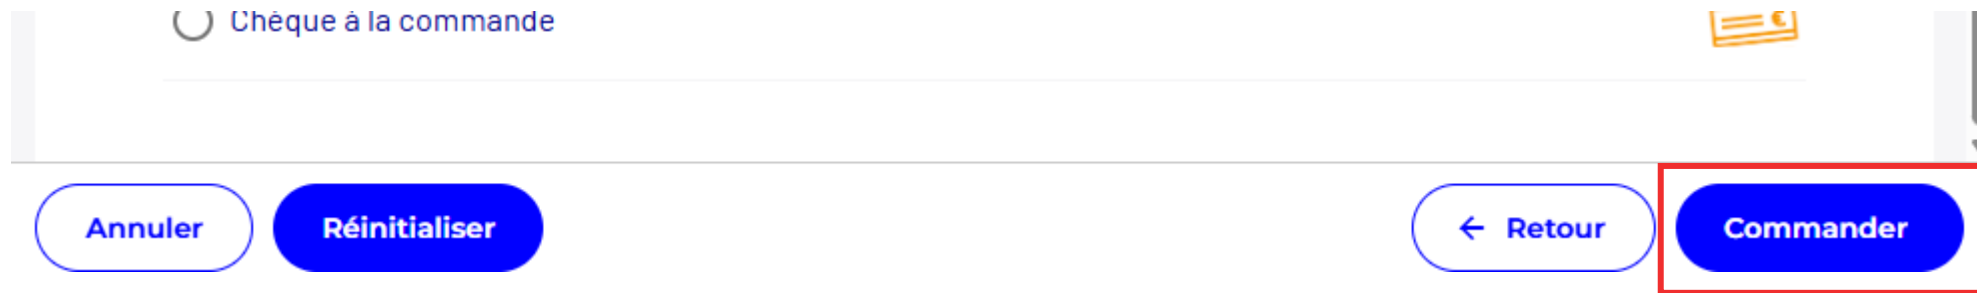 Chèque à la commande
Annuler
Réinitialiser
← Retour
Commander